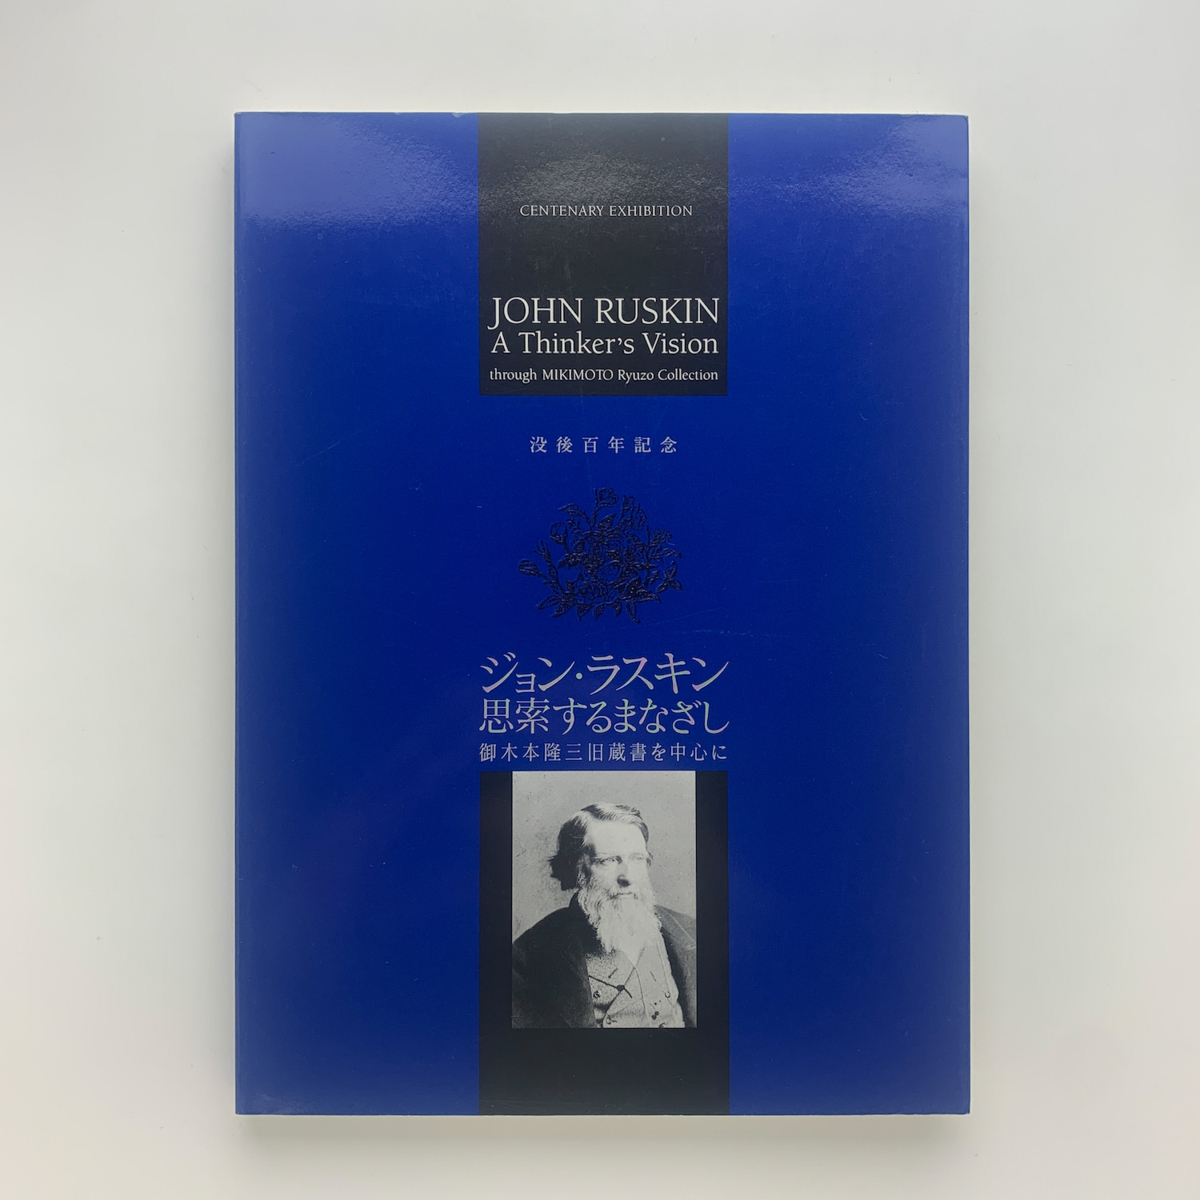 CENTENARY EXHIBITION
JOHN RUSKIN
A Thinker's Vision
through MIKIMOTO Ryuzo Collection
没後百年記念
ジョン・ラスキン
思索するまなざし
御木本隆三旧蔵書を中心に